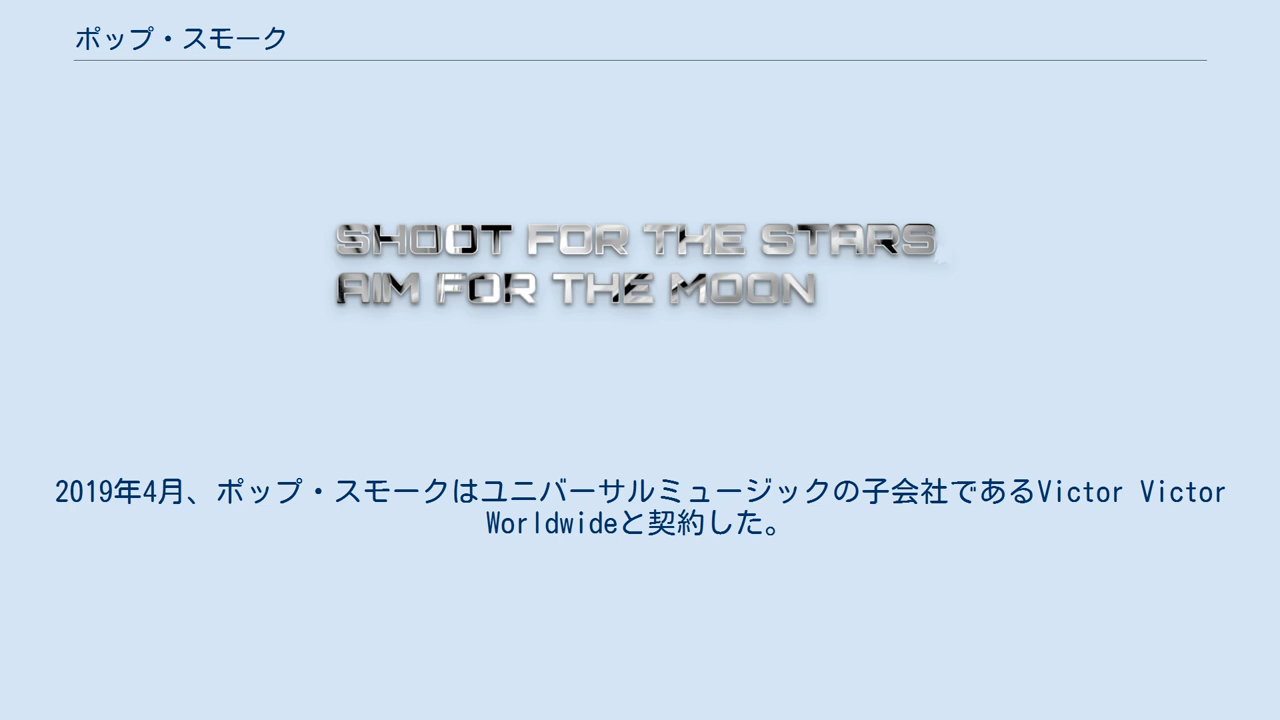 ポップ・スモーク
SHOOT FOR THE STARS
AIM FOR THE MOON
2019年4月、ポップ・スモークはユニバーサルミュージックの子会社であるVictor Victor
Worldwideと契約した。